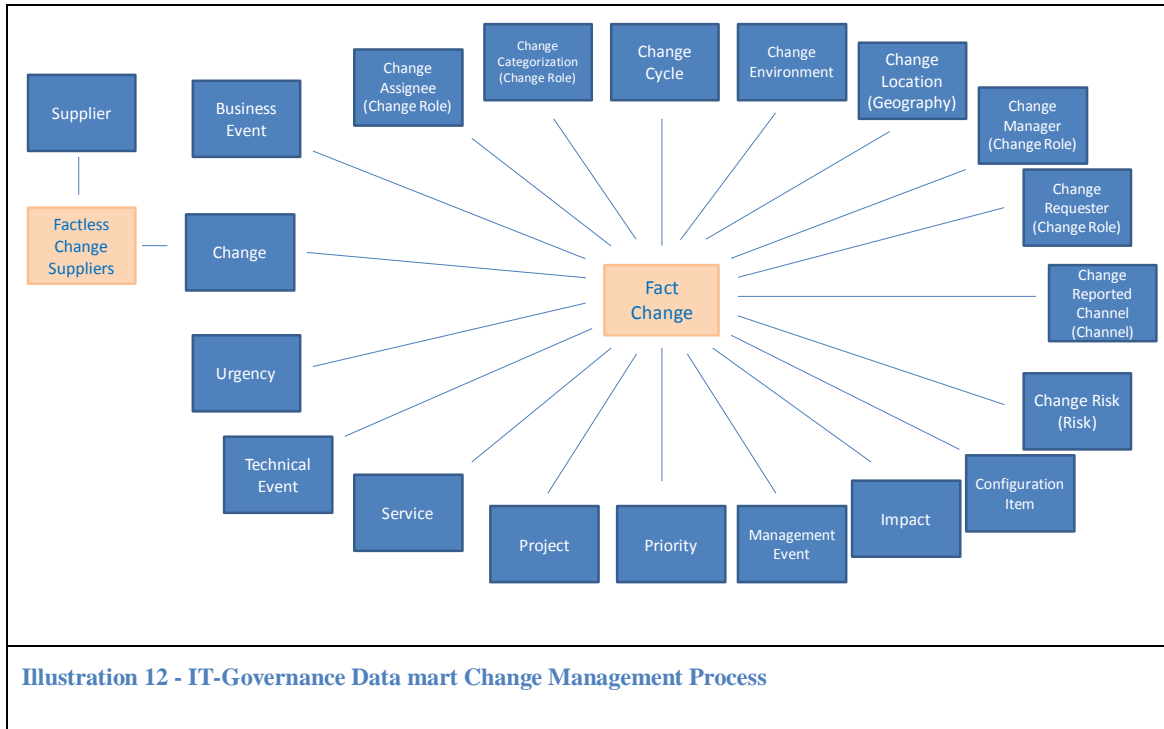 Supplier
Business
Event
Change
Assignee
(Change Role)
Change
Categorization
(Change Role)
Change
Cycle
Change
Environment
Change
Location
(Geography)
Change
Manager
(Change Role)
Change
Requester
(Change Role)
Factless
Change
Suppliers
Change
Fact
Change
Change
Reported
Channel
(Channel)
Urgency
Change Risk
(Risk)
Technical
Event
Service
Project
Priority
Management
Event
Impact
Configuration
Item
Illustration 12 - IT-Governance Data mart Change Management Process